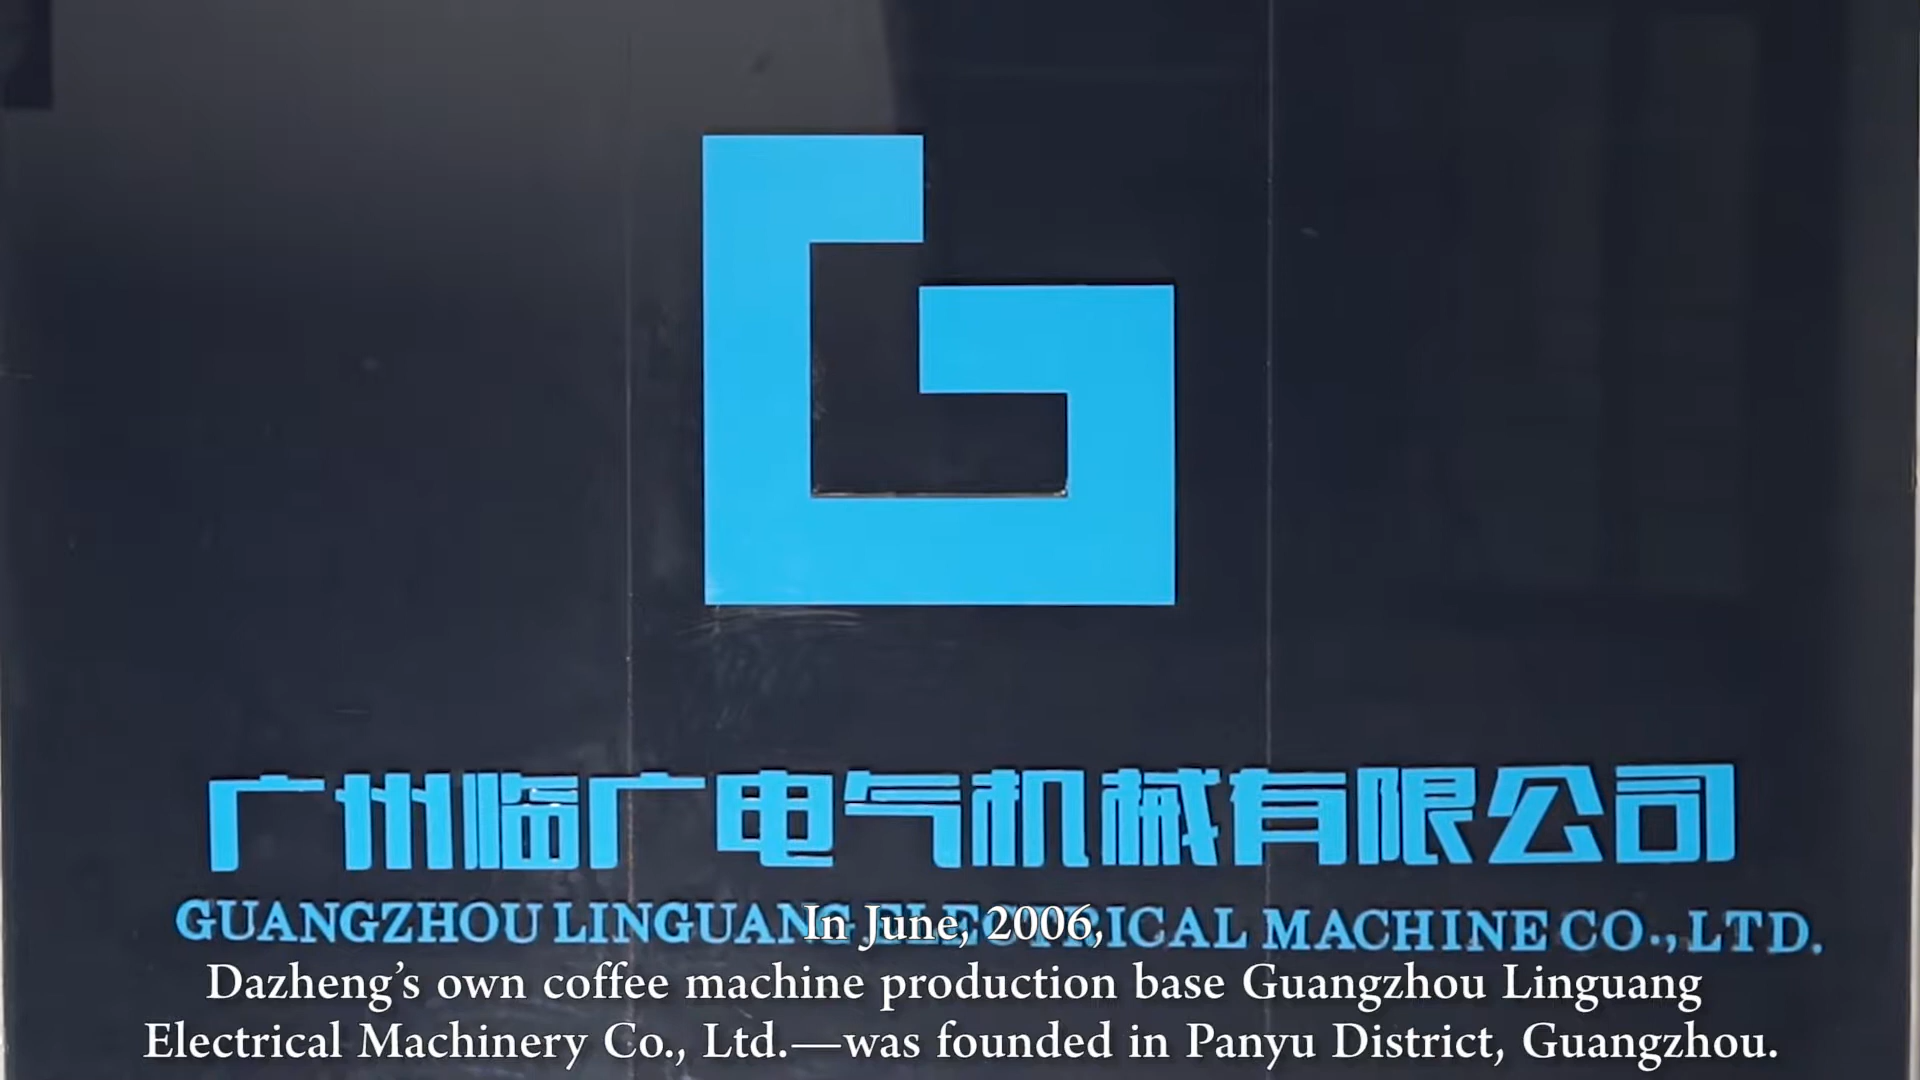 广州临广电气机械有限公司
GUANGZHOU LINGUANG ELECTRICAL MACHINE CO.,LTD.
In June, 2006,
Dazheng’s own coffee machine production base Guangzhou Linguang
Electrical Machinery Co., Ltd.—was founded in Panyu District, Guangzhou.